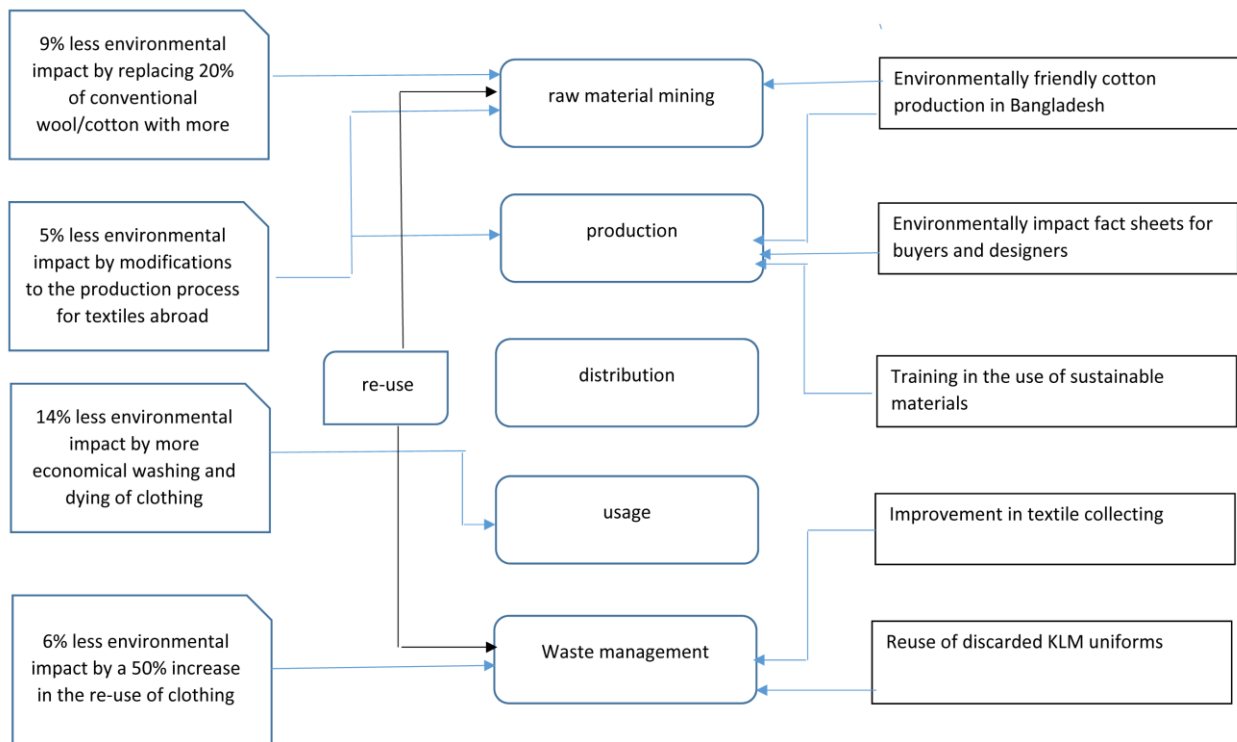 9% less environmental
impact by replacing 20%
of conventional
wool/cotton with more
5% less environmental
impact by modifications
to the production process
for textiles abroad
14% less environmental
impact by more
economical washing and
dying of clothing
6% less environmental
impact by a 50% increase
in the re-use of clothing
re-use
raw material mining
production
distribution
usage
Waste management
Environmentally friendly cotton
production in Bangladesh
Environmentally impact fact sheets for
buyers and designers
Training in the use of sustainable
materials
Improvement in textile collecting
Reuse of discarded KLM uniforms